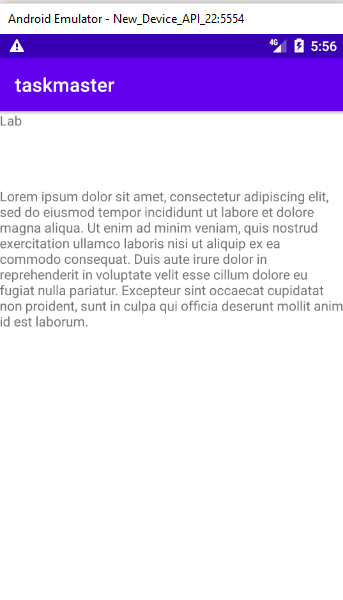 Android Emulator - New_Device_API_22:5554
4G 5:56
taskmaster
Lab
Lorem ipsum dolor sit amet, consectetur adipiscing elit,
sed do eiusmod tempor incididunt ut labore et dolore
magna aliqua. Ut enim ad minim veniam, quis nostrud
exercitation ullamco laboris nisi ut aliquip ex ea
commodo consequat. Duis aute irure dolor in
reprehenderit in voluptate velit esse cillum dolore eu
fugiat nulla pariatur. Excepteur sint occaecat cupidatat
non proident, sunt in culpa qui officia deserunt mollit anim
id est laborum.